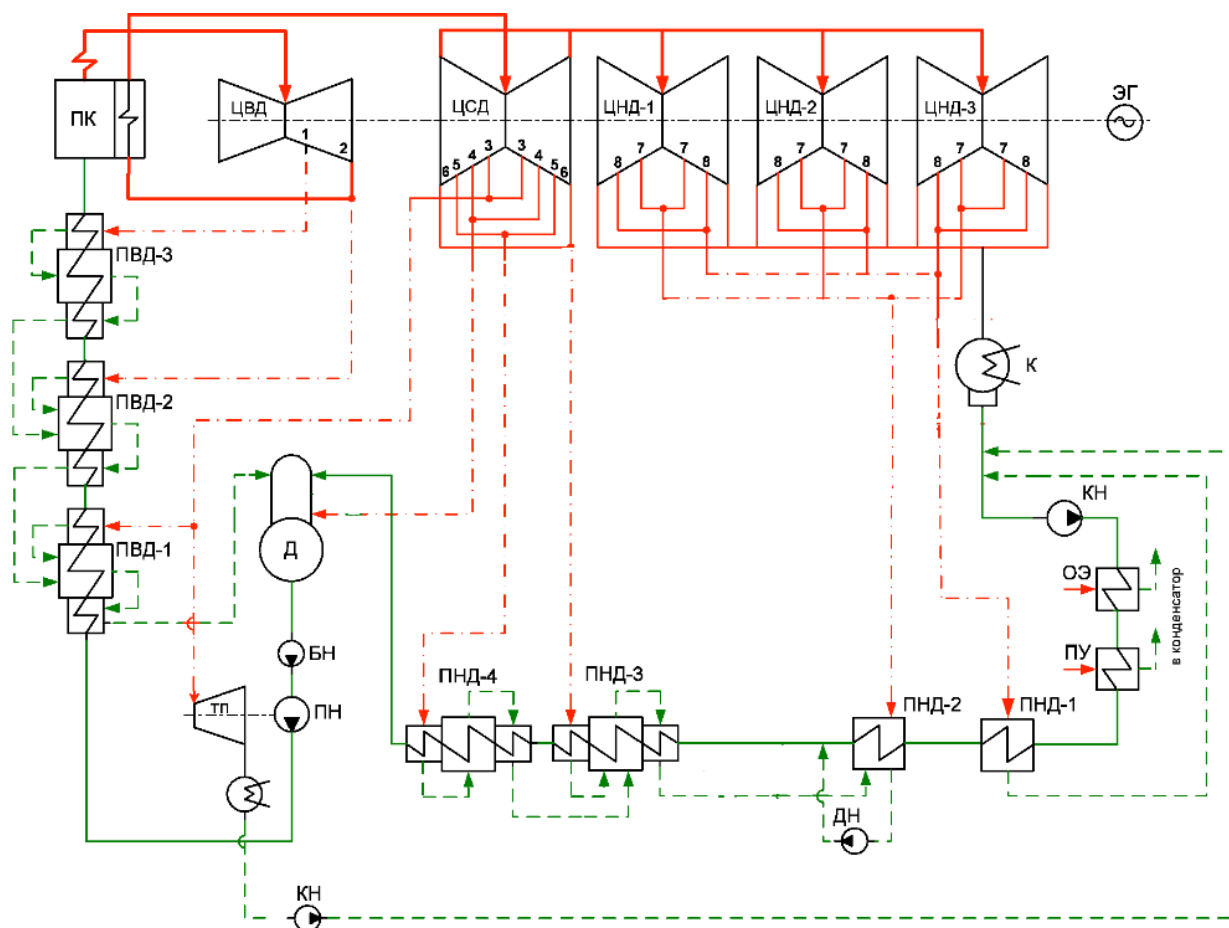 ЭГ
ПК
ЦВД
ЦСД
ЦНД-1
ЦНД-2
ЦНД-3
1
2
6
5
4
3
3
4
5
6
8
7
7
8
8
7
7
8
8
7
7
8
ПВД-3
К
ПВД-2
КН
ПВД-1
Д
ОЭ
в конденсатор
БН
ПУ
ТП
ПН
ПНД-4
ПНД-3
ПНД-2
ПНД-1
ДН
КН